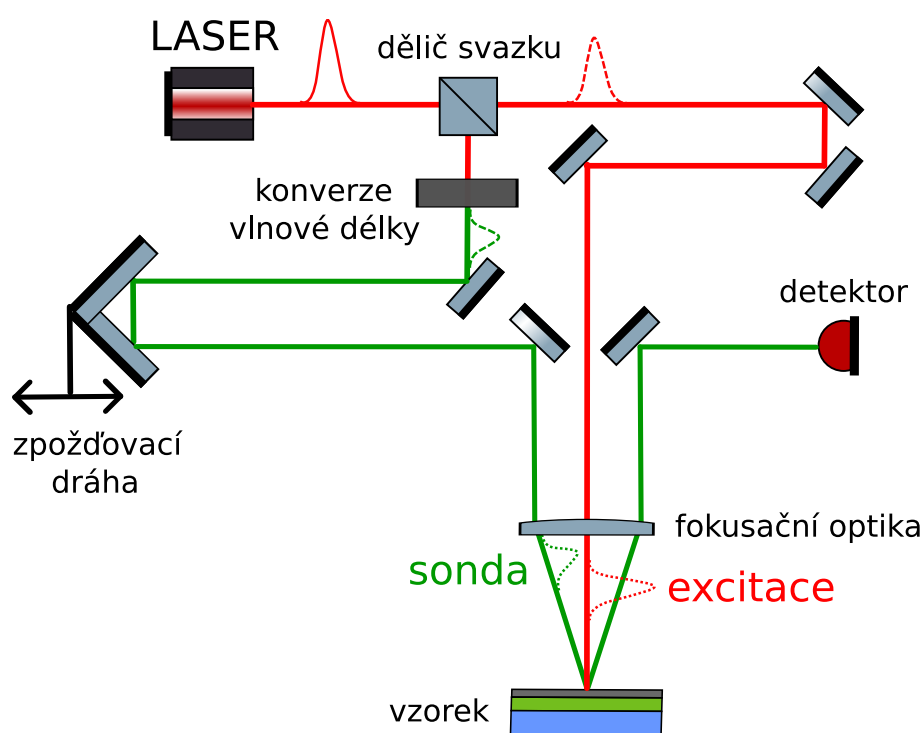 LASER
dělič svazku
konverze
vlnové délky
detektor
zpožďovací
dráha
fokusační optika
sonda
excitace
vzorek